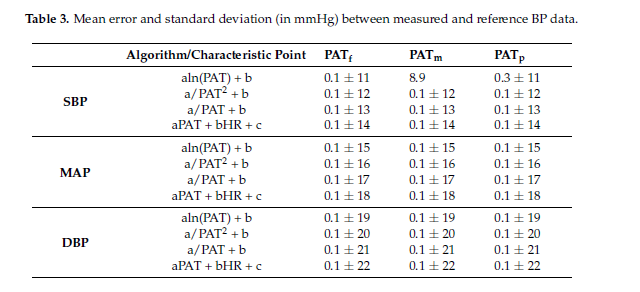 Table 3. Mean error and standard deviation (in mmHg) between measured and reference BP data.
Algorithm/Characteristic Point PATf PATm PATp
SBP
aln(PAT) + b 0.1 ± 11 8.9 0.3 ± 11
a/PAT² + b 0.1 ± 12 0.1 ± 12 0.1 ± 12
a/PAT + b 0.1 ± 13 0.1 ± 13 0.1 ± 13
aPAT + bHR + c 0.1 ± 14 0.1 ± 14 0.1 ± 14
MAP
aln(PAT) + b 0.1 ± 15 0.1 ± 15 0.1 ± 15
a/PAT² + b 0.1 ± 16 0.1 ± 16 0.1 ± 16
a/PAT + b 0.1 ± 17 0.1 ± 17 0.1 ± 17
aPAT + bHR + c 0.1 ± 18 0.1 ± 18 0.1 ± 18
DBP
aln(PAT) + b 0.1 ± 19 0.1 ± 19 0.1 ± 19
a/PAT² + b 0.1 ± 20 0.1 ± 20 0.1 ± 20
a/PAT + b 0.1 ± 21 0.1 ± 21 0.1 ± 21
aPAT + bHR + c 0.1 ± 22 0.1 ± 22 0.1 ± 22